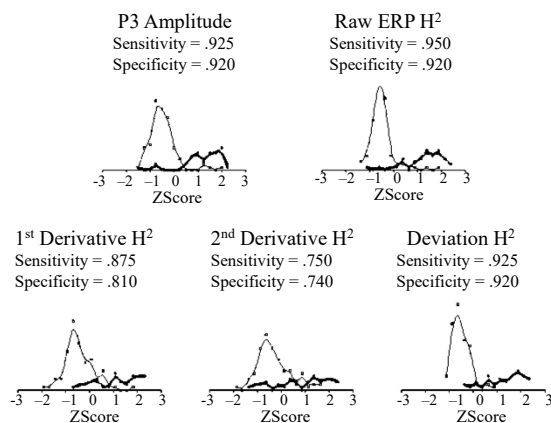 P3 Amplitude
Sensitivity = .925
Specificity = .920
-3 –2 –1 0 1 2 3
ZScore
Raw ERP H²
Sensitivity = .950
Specificity = .920
-3 –2 –1 0 1 2 3
ZScore
1st Derivative H²
Sensitivity = .875
Specificity = .810
-3 –2 –1 0 1 2 3
ZScore
2nd Derivative H²
Sensitivity = .750
Specificity = .740
-3 –2 –1 0 1 2 3
ZScore
Deviation H²
Sensitivity = .925
Specificity = .920
-3 –2 –1 0 1 2 3
ZScore